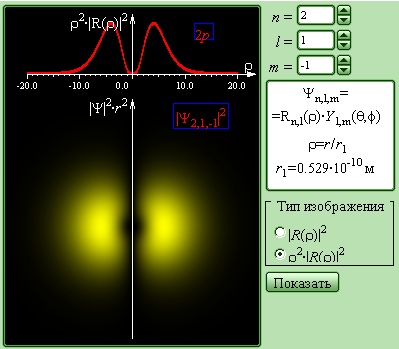 ρ²·|R(ρ)|²
2p
ρ
-20.0 -10.0 0.0 10.0 20.0
|Ψ|²·r²
|Ψ2,1,-1|²
n = 2
l = 1
m = -1
Ψn,l,m=
=Rn,l(ρ)·Yl,m(θ,ϕ)
ρ=r/r1
r1=0.529·10⁻¹⁰ м
Тип изображения
|R(ρ)|²
ρ²·|R(ρ)|²
Показать